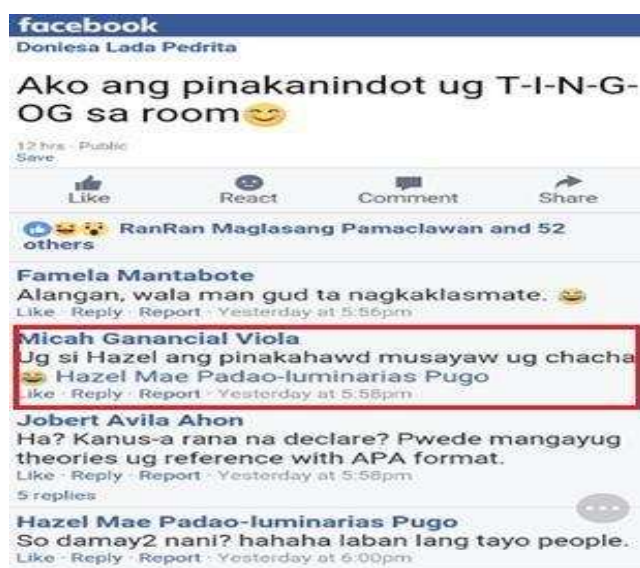 facebook
Doniesa Lada Pedrita
Ako ang pinakanindot ug T-I-N-G-
OG sa room😊
12 hrs · Public
Save
Like React Comment Share
RanRan Maglasang Pamaclawan and 52
others
Famela Mantabote
Alangan, wala man gud ta nagkaklasmate. 😂
Like · Reply · Report · Yesterday at 5:56pm
Micah Ganancial Viola
Ug si Hazel ang pinakahawd musayaw ug chacha
😂 Hazel Mae Padao-luminarias Pugo
Like · Reply · Report · Yesterday at 5:58pm
Jobert Avila Ahon
Ha? Kanus-a rana na declare? Pwede mangayug
theories ug reference with APA format.
Like · Reply · Report · Yesterday at 5:58pm
5 replies
Hazel Mae Padao-luminarias Pugo
So damay2 nani? hahaha laban lang tayo people.
Like · Reply · Report · Yesterday at 6:00pm